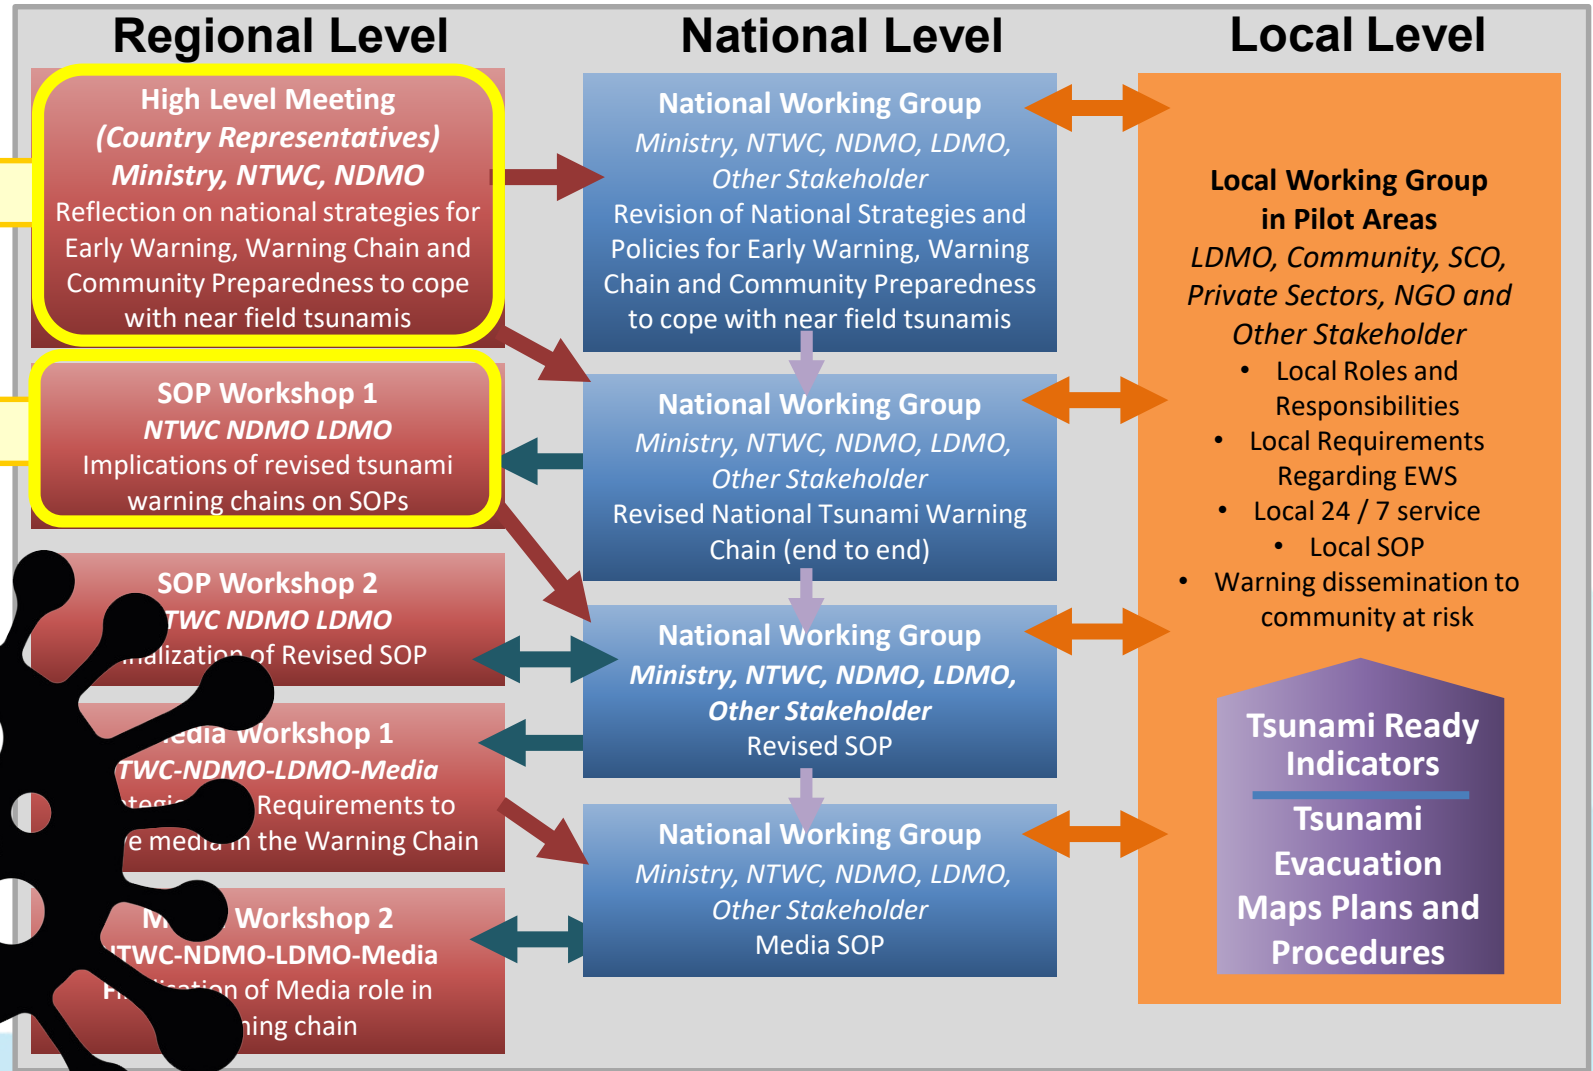 Regional Level
High Level Meeting
(Country Representatives)
Ministry, NTWC, NDMO
Reflection on national strategies for
Early Warning, Warning Chain and
Community Preparedness to cope
with near field tsunamis
SOP Workshop 1
NTWC NDMO LDMO
Implications of revised tsunami
warning chains on SOPs
SOP Workshop 2
NDMO LDMO
of Revised SOP
Workshop 1
TWC-NDMO-LDMO-Media
Requirements to
media in the Warning Chain
Workshop 2
NTWC-NDMO-LDMO-Media
of Media role in
chain
National Level
National Working Group
Ministry, NTWC, NDMO, LDMO,
Other Stakeholder
Revision of National Strategies and
Policies for Early Warning, Warning
Chain and Community Preparedness
to cope with near field tsunamis
National Working Group
Ministry, NTWC, NDMO, LDMO,
Other Stakeholder
Revised National Tsunami Warning
Chain (end to end)
National Working Group
Ministry, NTWC, NDMO, LDMO,
Other Stakeholder
Revised SOP
National Working Group
Ministry, NTWC, NDMO, LDMO,
Other Stakeholder
Media SOP
Local Level
Local Working Group
in Pilot Areas
LDMO, Community, SCO,
Private Sectors, NGO and
Other Stakeholder
• Local Roles and
Responsibilities
• Local Requirements
Regarding EWS
• Local 24 / 7 service
• Local SOP
• Warning dissemination to
community at risk
Tsunami Ready
Indicators
Tsunami
Evacuation
Maps Plans and
Procedures